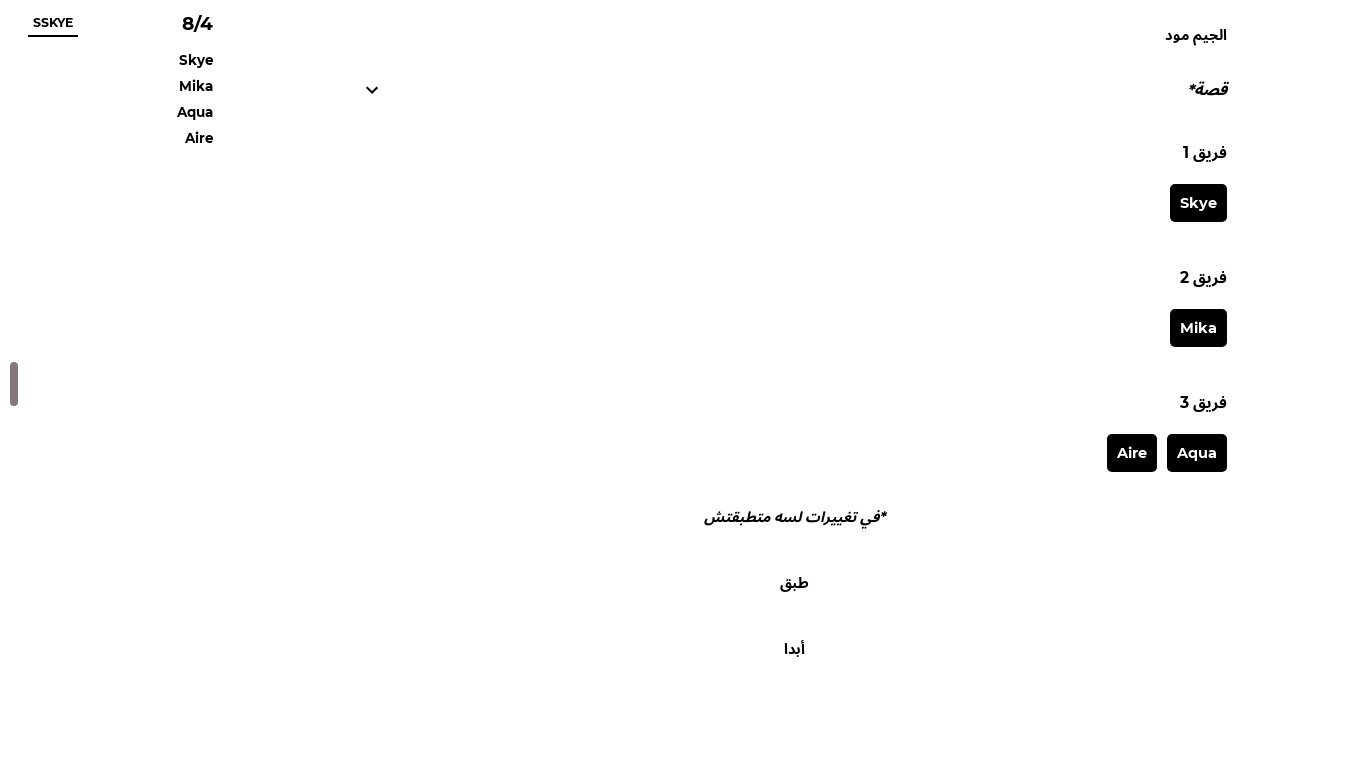 SSKYE
8/4
Skye
Mika
Aqua
Aire
الجيم مود
قصة*
فريق 1
Skye
فريق 2
Mika
فريق 3
Aqua Aire
*في تغييرات لسه متطبقتش
طبق
أبدا